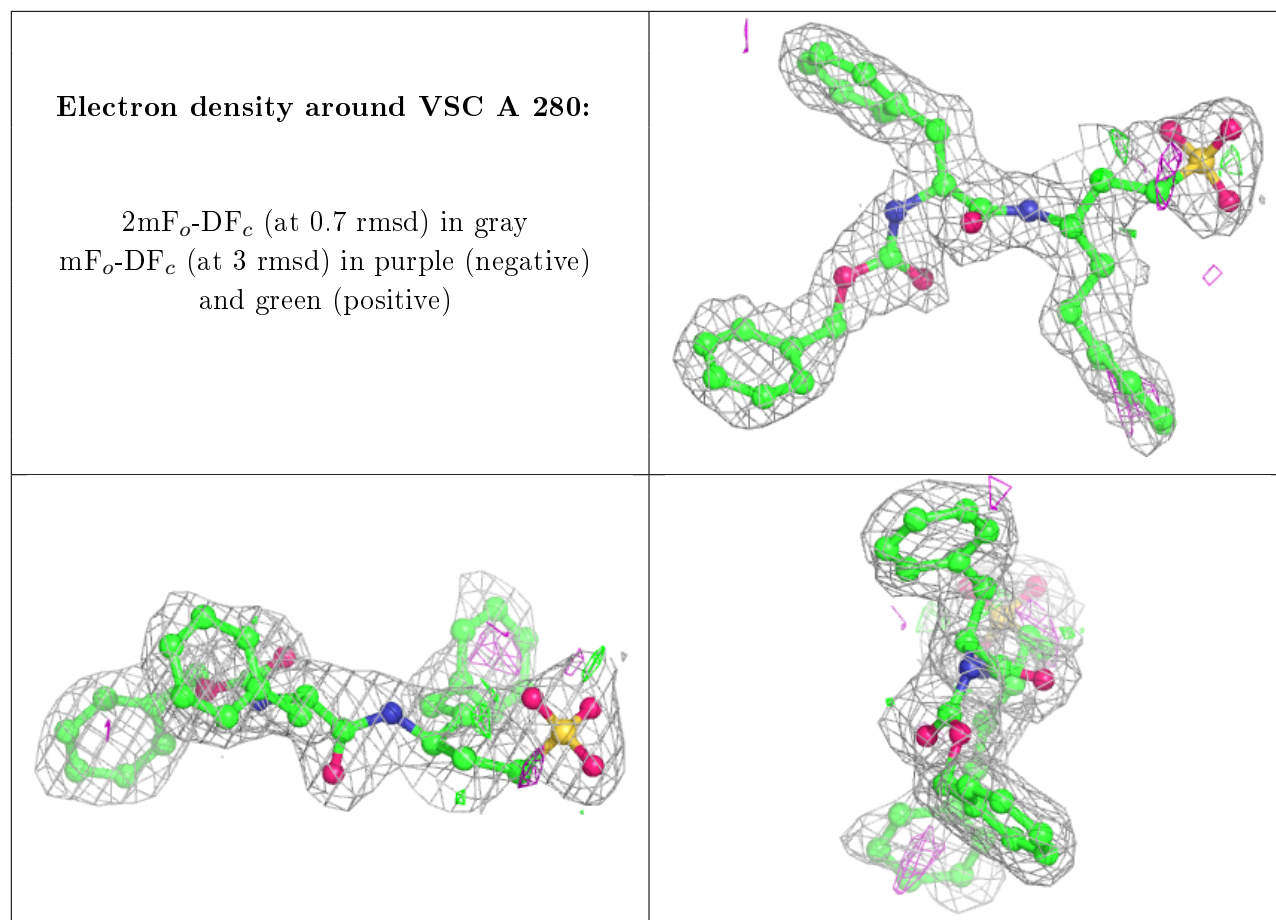 Electron density around VSC A 280:
2mFo-DFc (at 0.7 rmsd) in gray
mFo-DFc (at 3 rmsd) in purple (negative)
and green (positive)